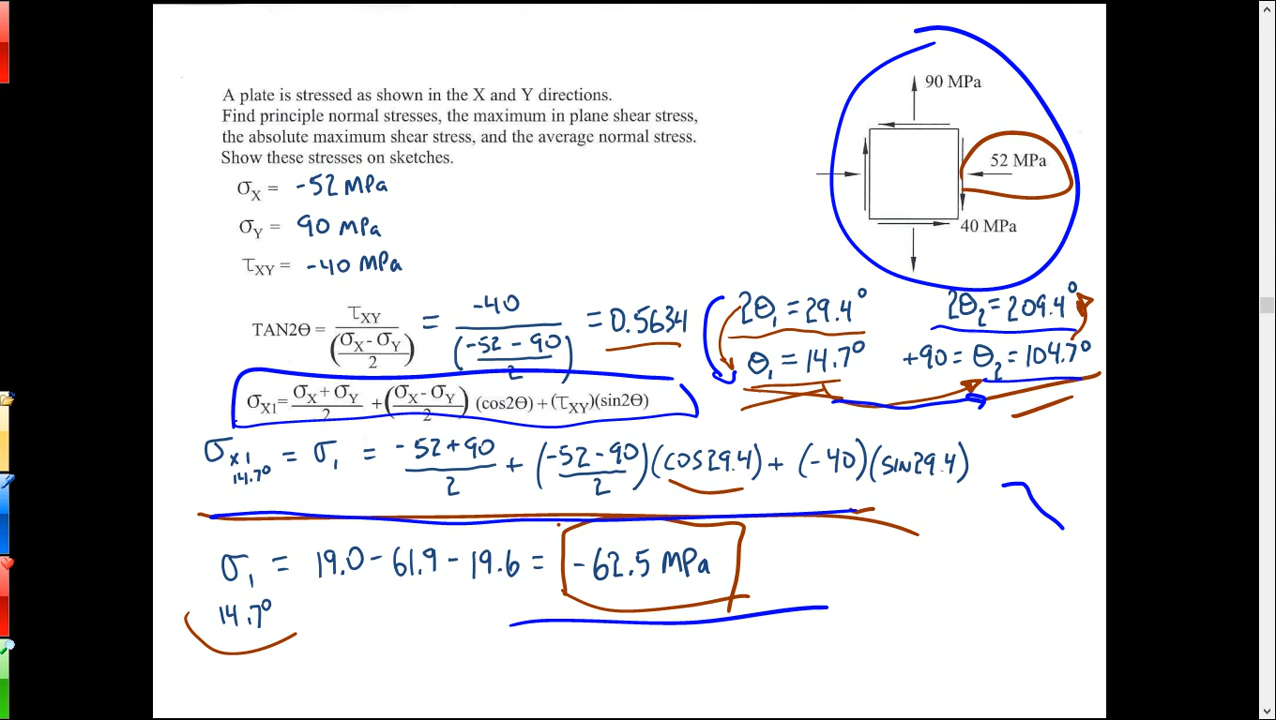 A plate is stressed as shown in the X and Y directions.
Find principle normal stresses, the maximum in plane shear stress,
the absolute maximum shear stress, and the average normal stress.
Show these stresses on sketches.
90 MPa
52 MPa
40 MPa
σX = -52 MPa
σY = 90 MPa
τXY = -40 MPa
TAN2Θ = τXY / ((σX - σY) / 2) = -40 / ((-52 - 90) / 2) = 0.5634
2θ1 = 29.4°
θ1 = 14.7°
2θ2 = 209.4°
+90 = θ2 = 104.7°
σX1 = (σX + σY) / 2 + ((σX - σY) / 2) (cos2Θ) + (τXY)(sin2Θ)
σX1 14.7° = σ1 = (-52+90) / 2 + ((-52-90) / 2)(cos29.4) + (-40)(sin29.4)
σ1 = 19.0 - 61.9 - 19.6 = -62.5 MPa
14.7°